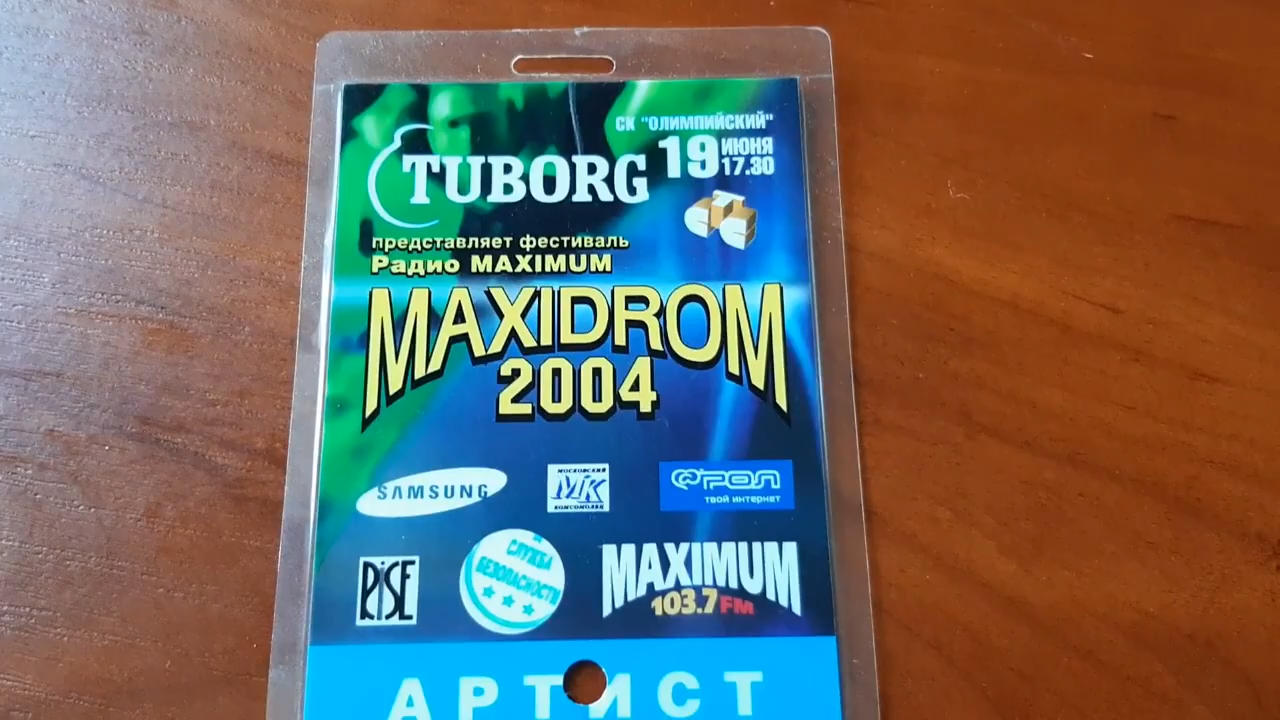 СК "ОЛИМПИЙСКИЙ"
19 ИЮНЯ
17.30
TUBORG
СТС
представляет фестиваль
Радио MAXIMUM
MAXIDROM
2004
SAMSUNG
МОСКОВСКИЙ
МК
КОМСОМОЛЕЦ
РОЛ
твой интернет
RISE
СЛУЖБА
БЕЗОПАСНОСТИ
MAXIMUM
103.7 FM
АРТИСТ